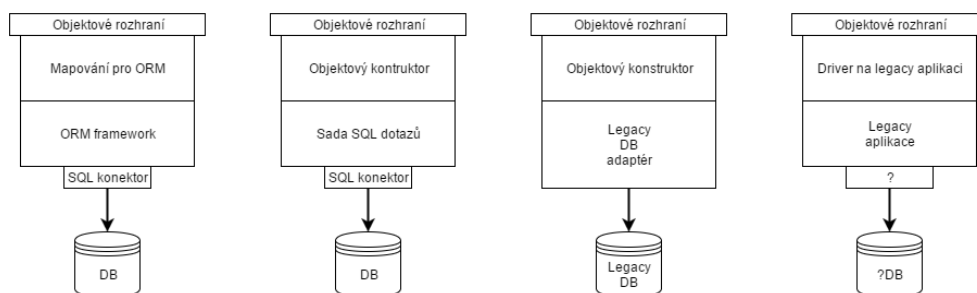 Objektové rozhraní
Mapování pro ORM
ORM framework
SQL konektor
DB
Objektové rozhraní
Objektový kontruktor
Sada SQL dotazů
SQL konektor
DB
Objektové rozhraní
Objektový konstruktor
Legacy
DB
adaptér
Legacy
DB
Objektové rozhraní
Driver na legacy aplikaci
Legacy
aplikace
?
?DB